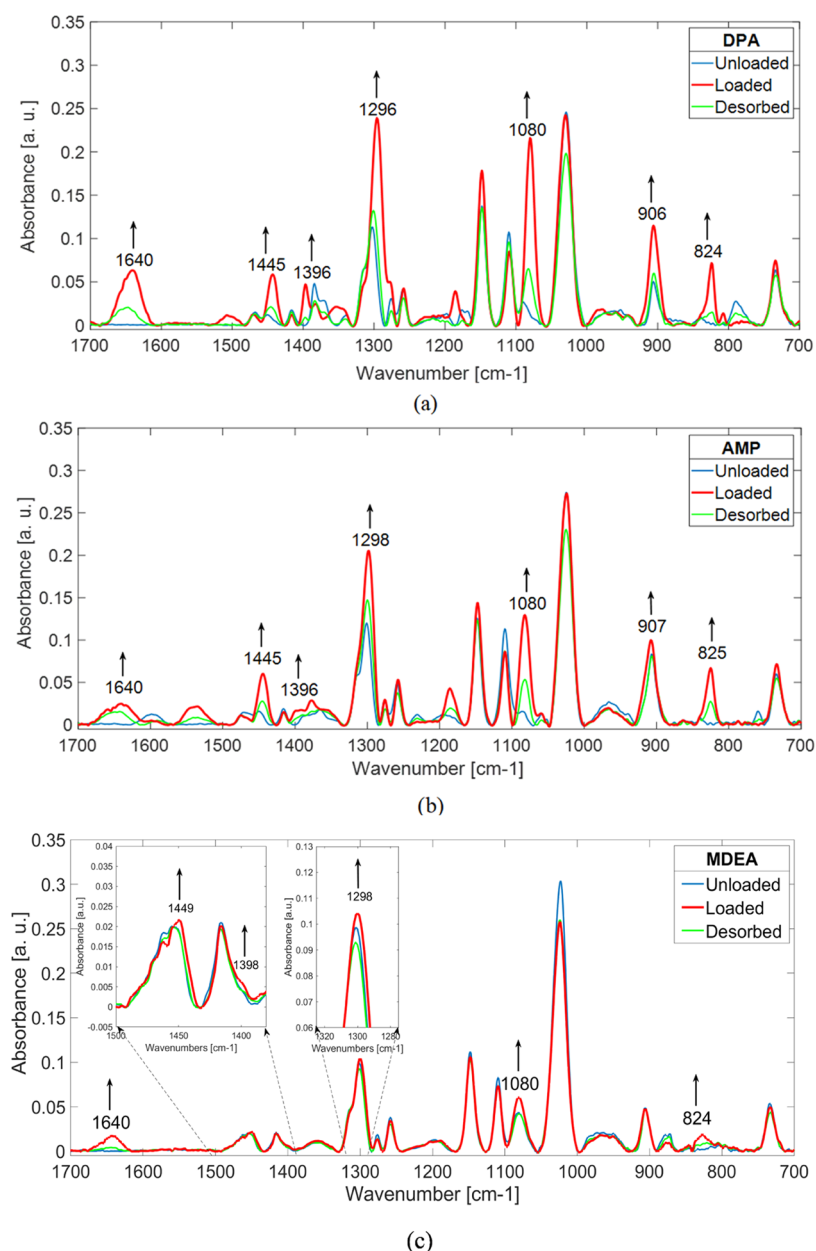 DPA
Unloaded
Loaded
Desorbed
0.35
0.3
0.25
0.2
0.15
0.1
0.05
0
Absorbance [a. u.]
1640
1445
1396
1296
1080
906
824
1700 1600 1500 1400 1300 1200 1100 1000 900 800 700
Wavenumber [cm-1]
(a)
AMP
Unloaded
Loaded
Desorbed
0.35
0.3
0.25
0.2
0.15
0.1
0.05
0
Absorbance [a. u.]
1640
1445
1396
1298
1080
907
825
1700 1600 1500 1400 1300 1200 1100 1000 900 800 700
Wavenumber [cm-1]
(b)
MDEA
Unloaded
Loaded
Desorbed
0.35
0.3
0.25
0.2
0.15
0.1
0.05
0
Absorbance [a. u.]
0.04
0.035
0.03
0.025
0.02
0.015
0.01
0.005
0
-0.005
Absorbance [a.u.]
1449
1398
1500 1450 1400
Wavenumbers [cm-1]
0.13
0.12
0.11
0.1
0.09
0.08
0.07
0.06
Absorbance [a.u.]
1298
1320 1300 1280
Wavenumbers [cm-1]
1640
1080
824
1700 1600 1500 1400 1300 1200 1100 1000 900 800 700
Wavenumber [cm-1]
(c)